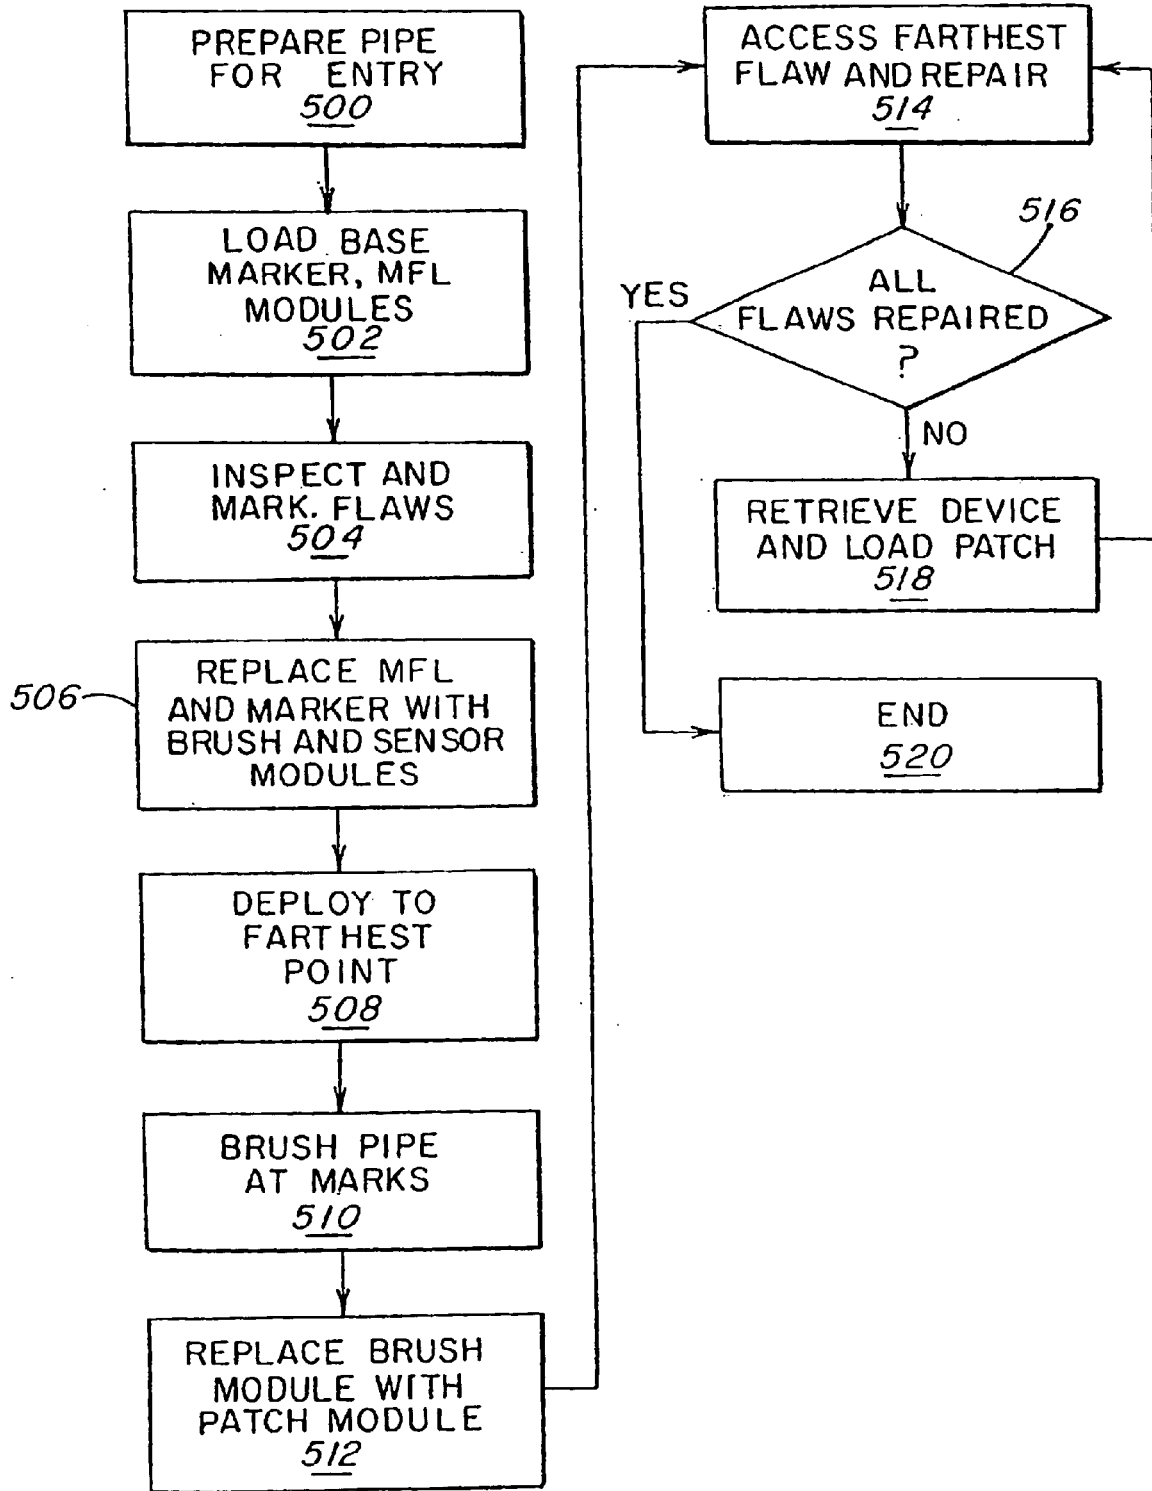 PREPARE PIPE
FOR ENTRY
500
LOAD BASE
MARKER, MFL
MODULES
502
INSPECT AND
MARK. FLAWS
504
506
REPLACE MFL
AND MARKER WITH
BRUSH AND SENSOR
MODULES
DEPLOY TO
FARTHEST
POINT
508
BRUSH PIPE
AT MARKS
510
REPLACE BRUSH
MODULE WITH
PATCH MODULE
512
ACCESS FARTHEST
FLAW AND REPAIR
514
516
YES
ALL
FLAWS REPAIRED
?
NO
RETRIEVE DEVICE
AND LOAD PATCH
518
END
520